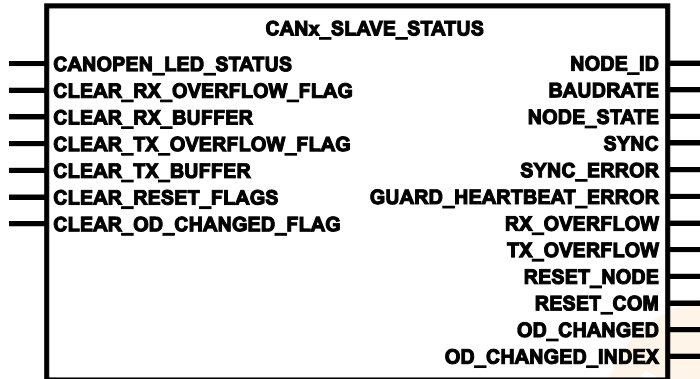 CANx_SLAVE_STATUS
CANOPEN_LED_STATUS NODE_ID
CLEAR_RX_OVERFLOW_FLAG BAUDRATE
CLEAR_RX_BUFFER NODE_STATE
CLEAR_TX_OVERFLOW_FLAG SYNC
CLEAR_TX_BUFFER SYNC_ERROR
CLEAR_RESET_FLAGS GUARD_HEARTBEAT_ERROR
CLEAR_OD_CHANGED_FLAG RX_OVERFLOW
TX_OVERFLOW
RESET_NODE
RESET_COM
OD_CHANGED
OD_CHANGED_INDEX